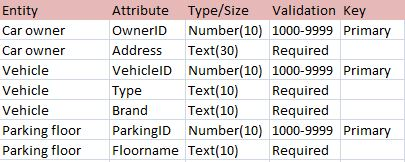 Entity Attribute Type/Size Validation Key
Car owner OwnerID Number(10) 1000-9999 Primary
Car owner Address Text(30) Required
Vehicle VehicleID Number(10) 1000-9999 Primary
Vehicle Type Text(10) Required
Vehicle Brand Text(10) Required
Parking floor ParkingID Number(10) 1000-9999 Primary
Parking floor Floorname Text(10) Required